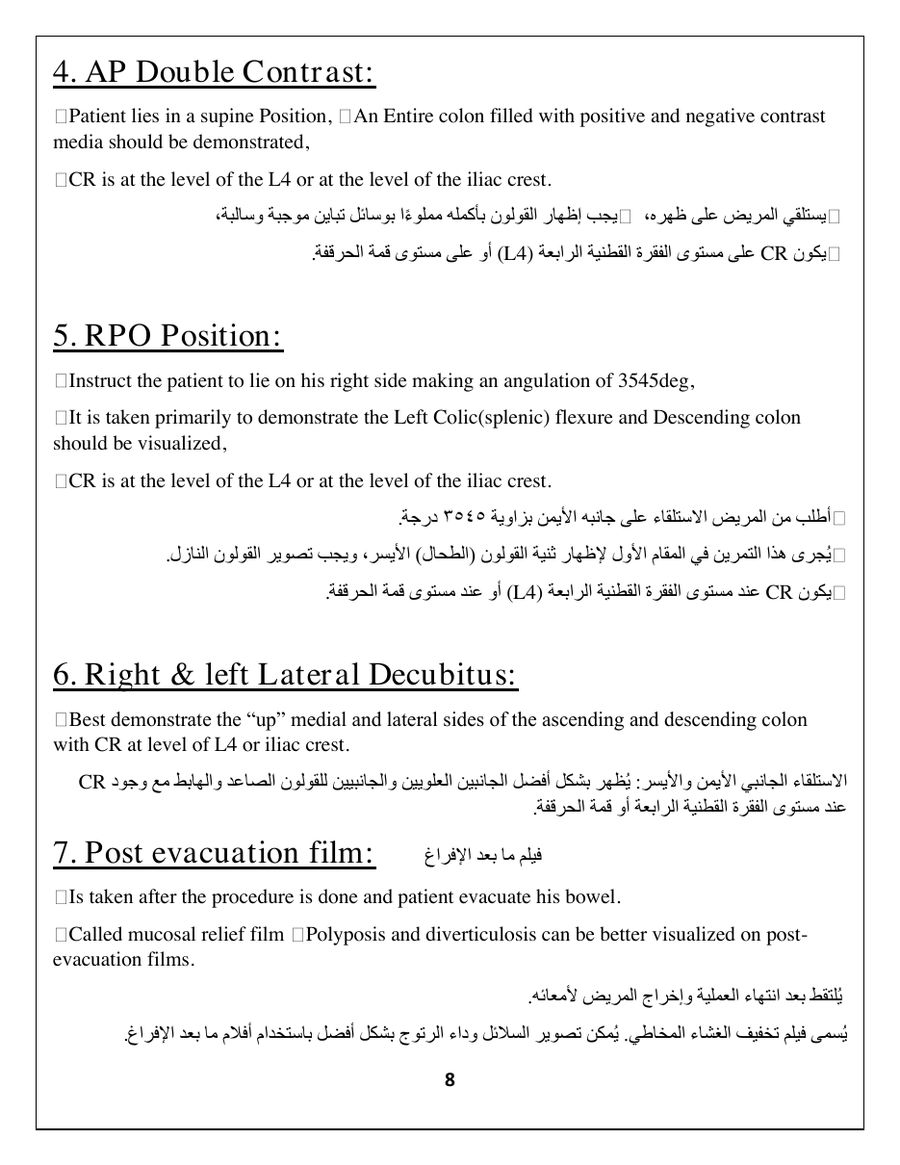 4. AP Double Contrast:
□Patient lies in a supine Position, □An Entire colon filled with positive and negative contrast
media should be demonstrated,
□CR is at the level of the L4 or at the level of the iliac crest.
□يستلقي المريض على ظهره، □يجب إظهار القولون بأكمله مملوءًا بوسائل تباين موجبة وسالبة،
□يكون CR على مستوى الفقرة القطنية الرابعة (L4) أو على مستوى قمة الحرقفة.
5. RPO Position:
□Instruct the patient to lie on his right side making an angulation of 3545deg,
□It is taken primarily to demonstrate the Left Colic(splenic) flexure and Descending colon
should be visualized,
□CR is at the level of the L4 or at the level of the iliac crest.
□أطلب من المريض الاستلقاء على جانبه الأيمن بزاوية ٣٥٤٥ درجة.
□يُجرى هذا التمرين في المقام الأول لإظهار ثنية القولون (الطحال) الأيسر، ويجب تصوير القولون النازل.
□يكون CR عند مستوى الفقرة القطنية الرابعة (L4) أو عند مستوى قمة الحرقفة.
6. Right & left Lateral Decubitus:
□Best demonstrate the “up” medial and lateral sides of the ascending and descending colon
with CR at level of L4 or iliac crest.
الاستلقاء الجانبي الأيمن والأيسر: يُظهر بشكل أفضل الجانبين العلويين والجانبيين للقولون الصاعد والهابط مع وجود CR
عند مستوى الفقرة القطنية الرابعة أو قمة الحرقفة.
7. Post evacuation film: فيلم ما بعد الإفراغ
□Is taken after the procedure is done and patient evacuate his bowel.
□Called mucosal relief film □Polyposis and diverticulosis can be better visualized on post-
evacuation films.
يُلتقط بعد انتهاء العملية وإخراج المريض لأمعائه.
يُسمى فيلم تخفيف الغشاء المخاطي. يُمكن تصوير السلائل وداء الرتوج بشكل أفضل باستخدام أفلام ما بعد الإفراغ.
8